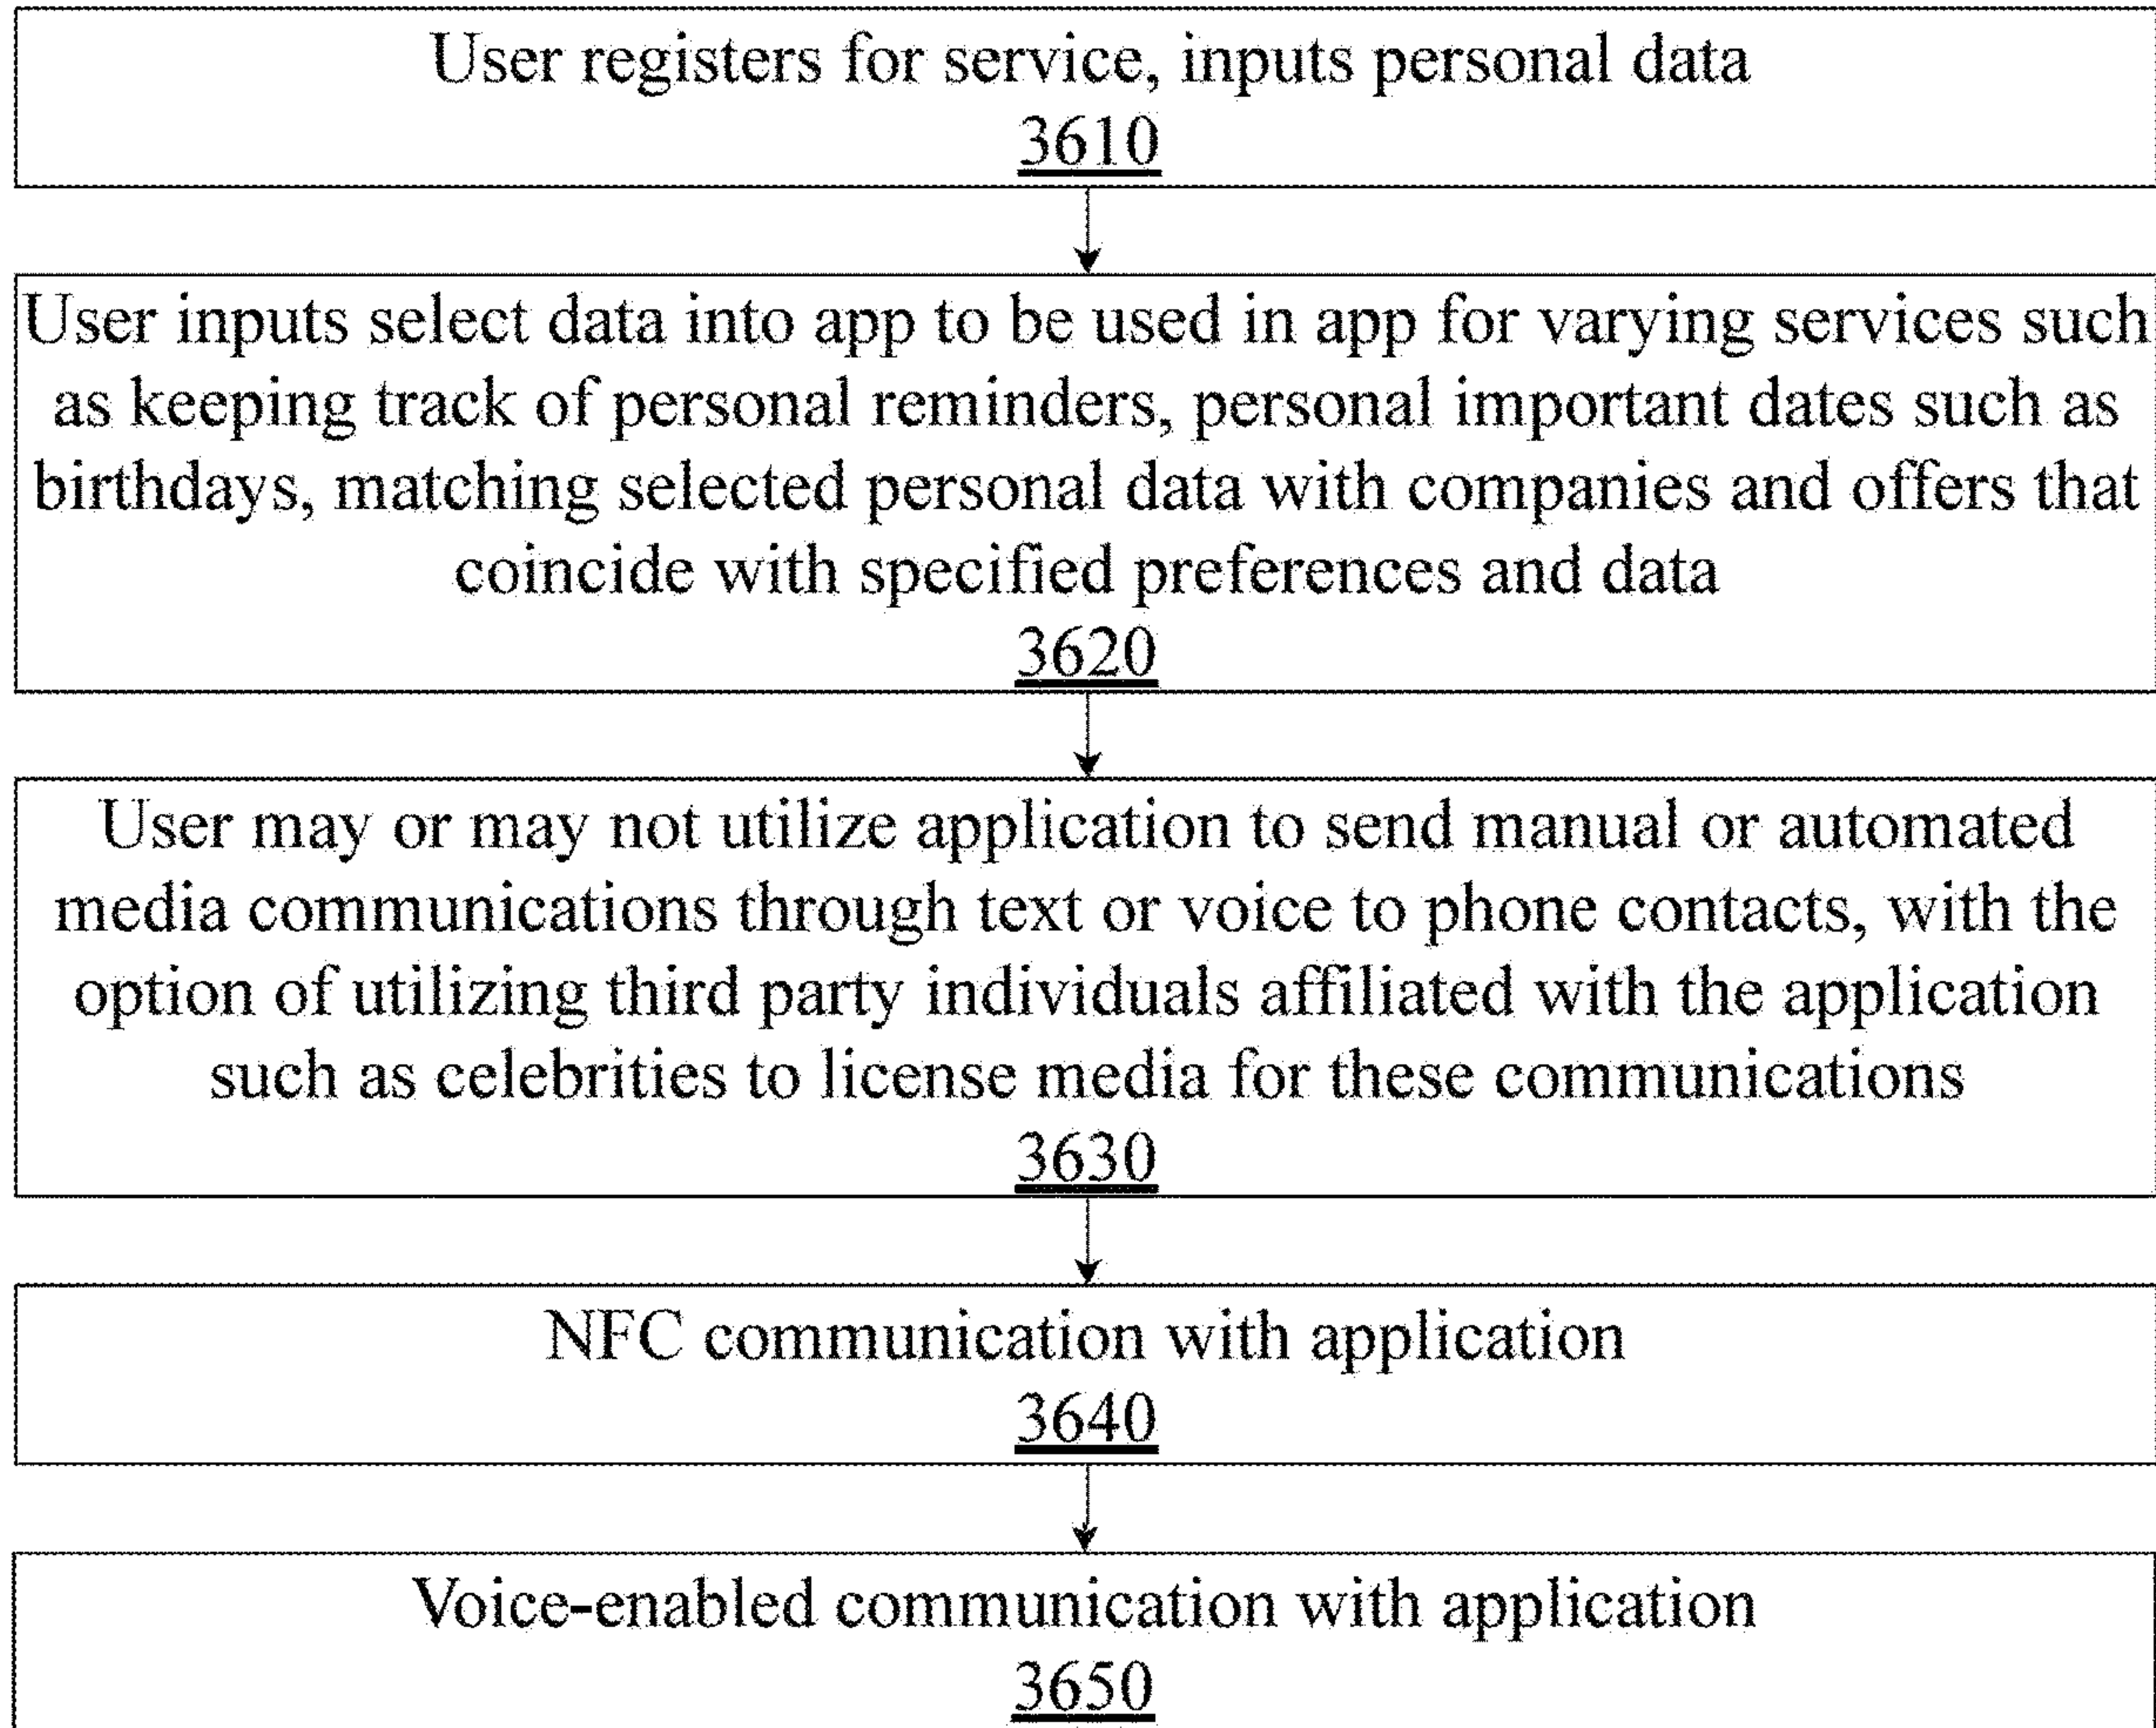 User registers for service, inputs personal data
3610
User inputs select data into app to be used in app for varying services such
as keeping track of personal reminders, personal important dates such as
birthdays, matching selected personal data with companies and offers that
coincide with specified preferences and data
3620
User may or may not utilize application to send manual or automated
media communications through text or voice to phone contacts, with the
option of utilizing third party individuals affiliated with the application
such as celebrities to license media for these communications
3630
NFC communication with application
3640
Voice-enabled communication with application
3650